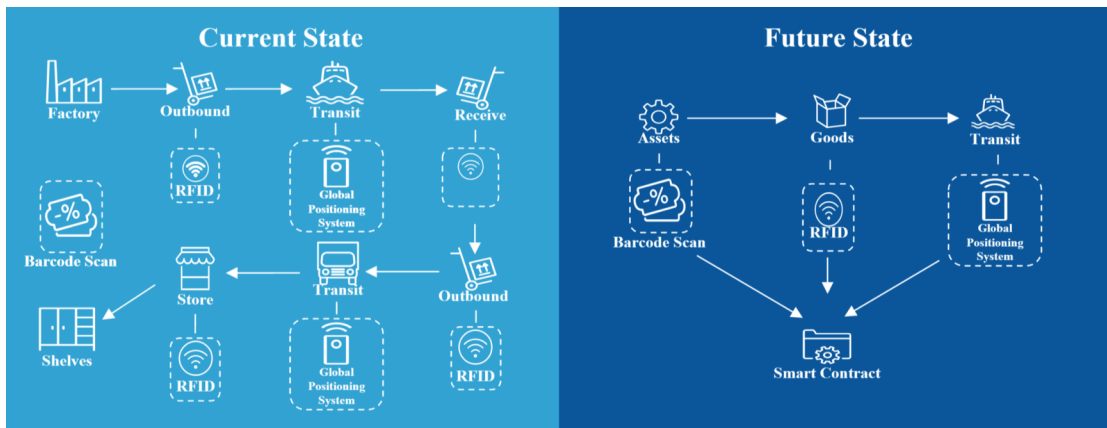 Current State
Factory
Outbound
Transit
Receive
RFID
Global
Positioning
System
Barcode Scan
Store
Transit
Outbound
Shelves
RFID
Global
Positioning
System
RFID
Future State
Assets
Goods
Transit
Barcode Scan
RFID
Global
Positioning
System
Smart Contract